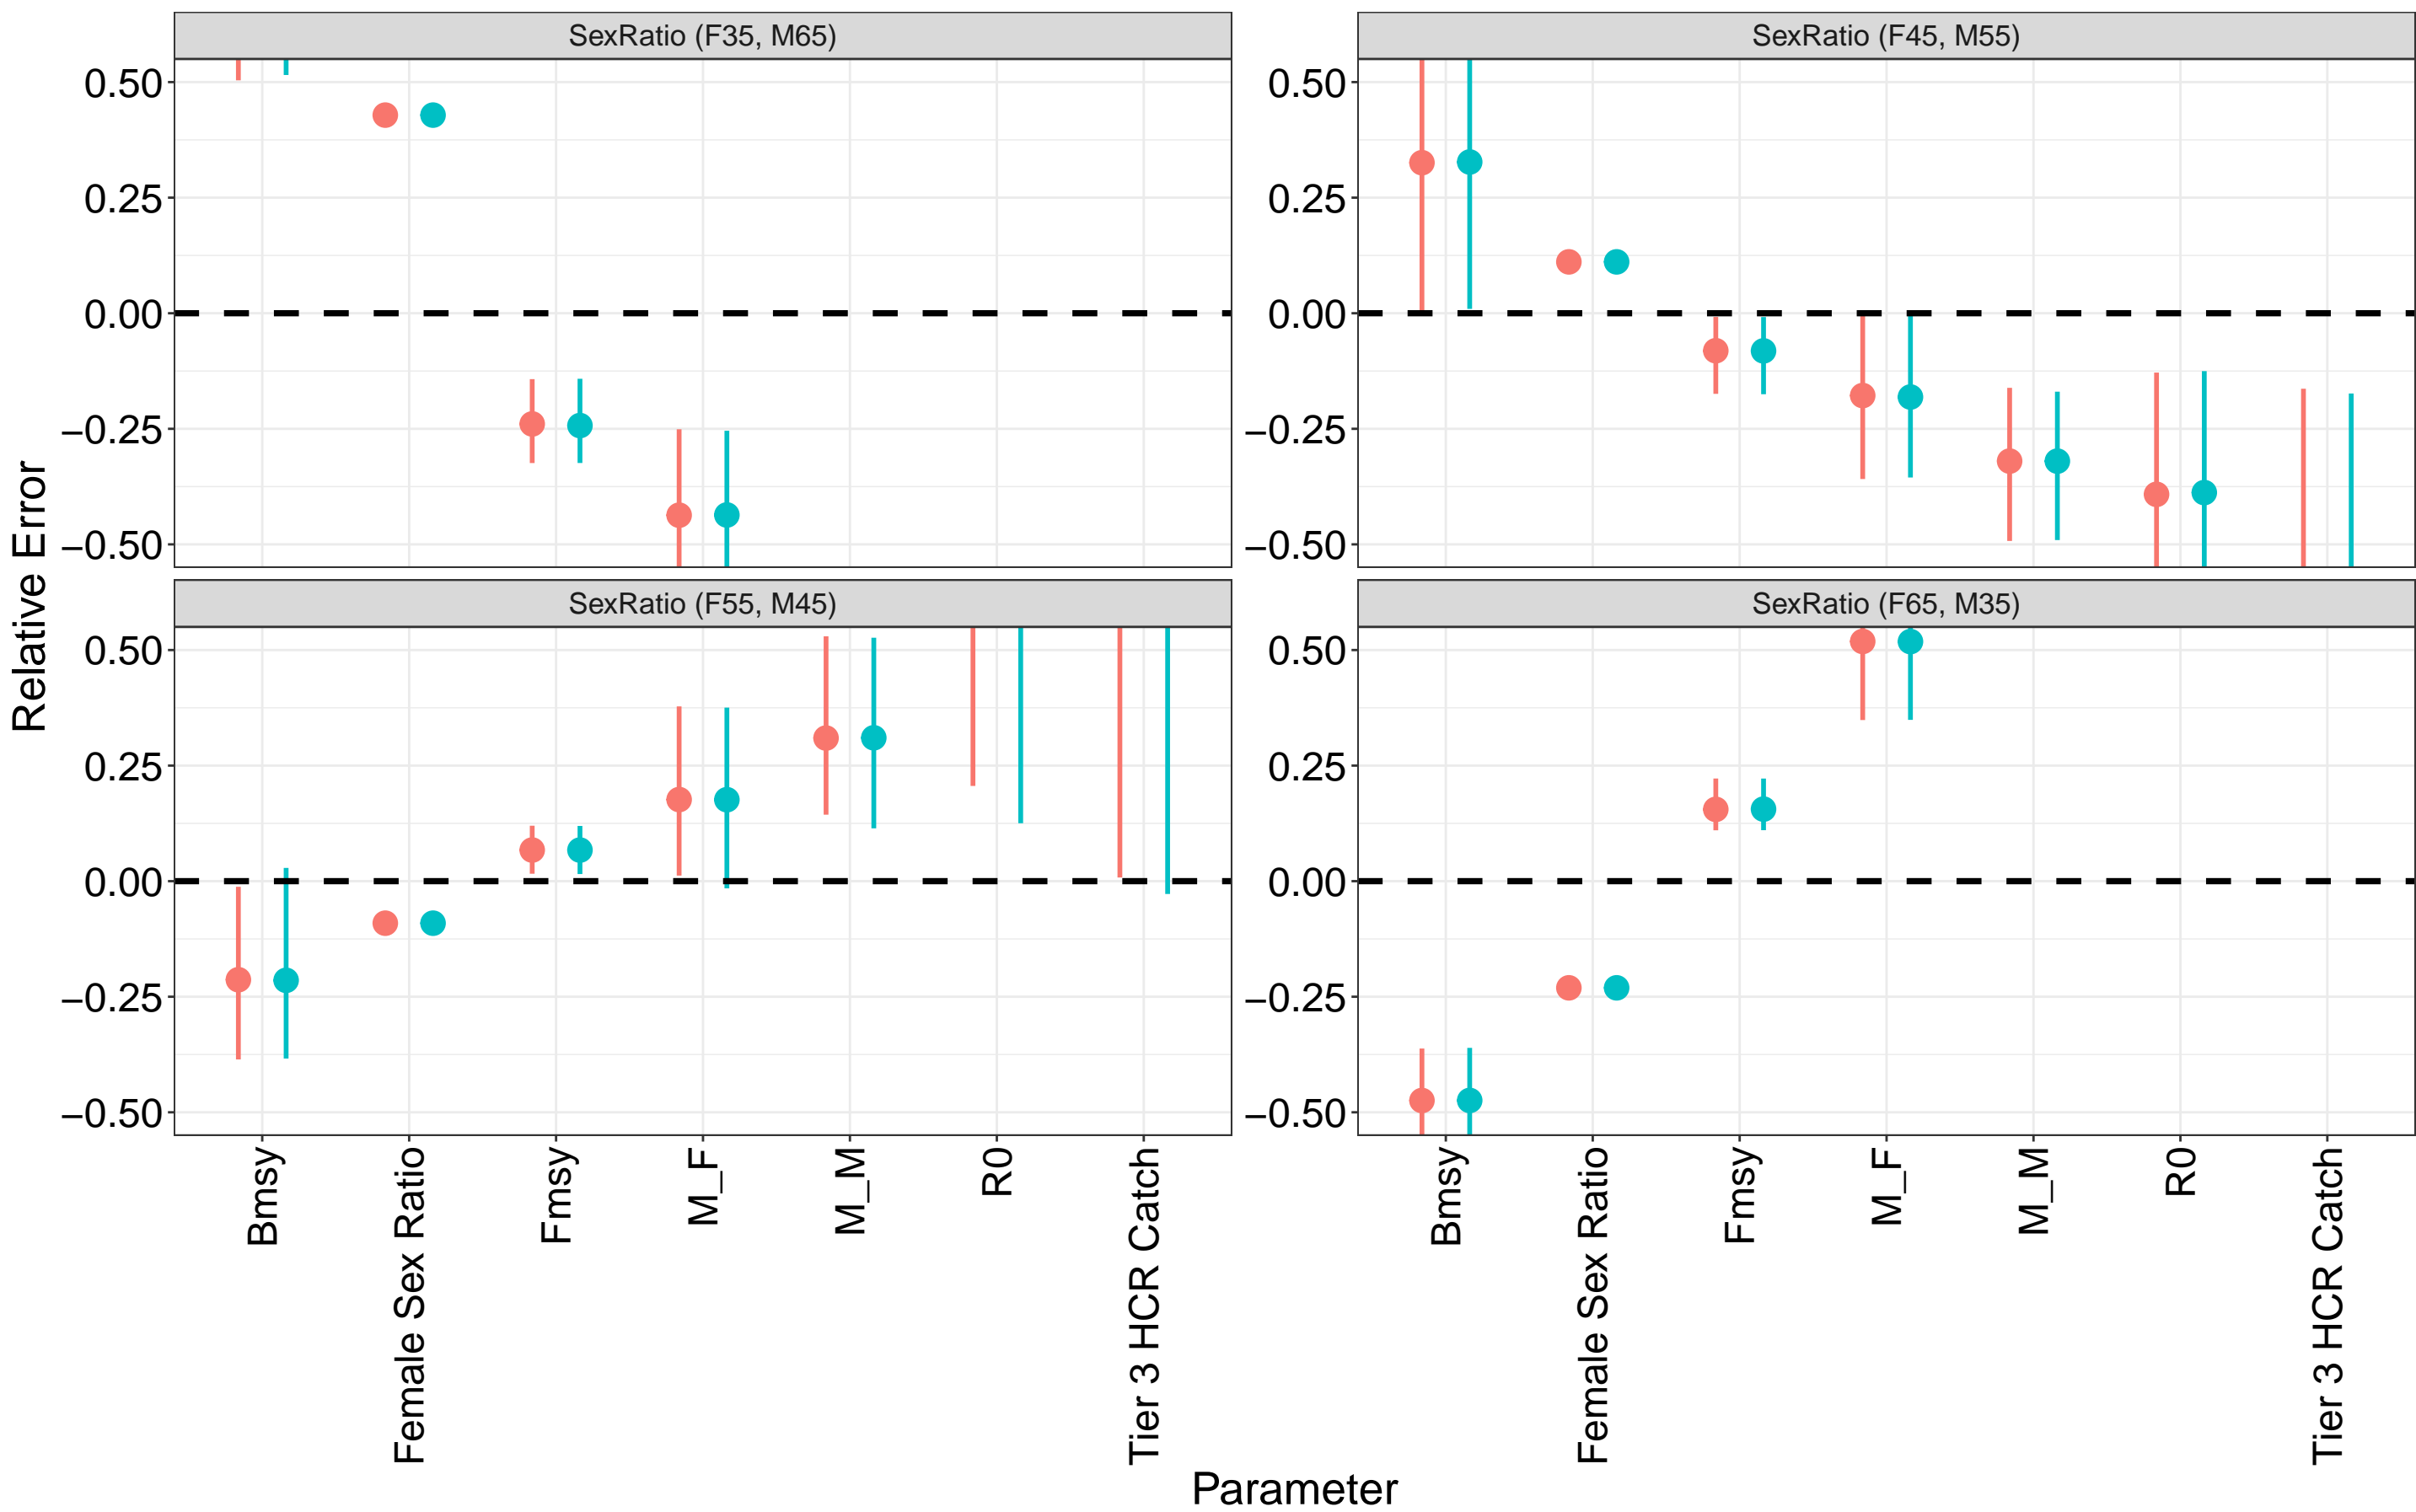 SexRatio (F35, M65)
SexRatio (F45, M55)
0.50
0.25
0.00
−0.25
−0.50
0.50
0.25
0.00
−0.25
−0.50
SexRatio (F55, M45)
SexRatio (F65, M35)
0.50
0.25
0.00
−0.25
−0.50
0.50
0.25
0.00
−0.25
−0.50
Relative Error
Bmsy
Female Sex Ratio
Fmsy
M_F
M_M
R0
Tier 3 HCR Catch
Bmsy
Female Sex Ratio
Fmsy
M_F
M_M
R0
Tier 3 HCR Catch
Parameter